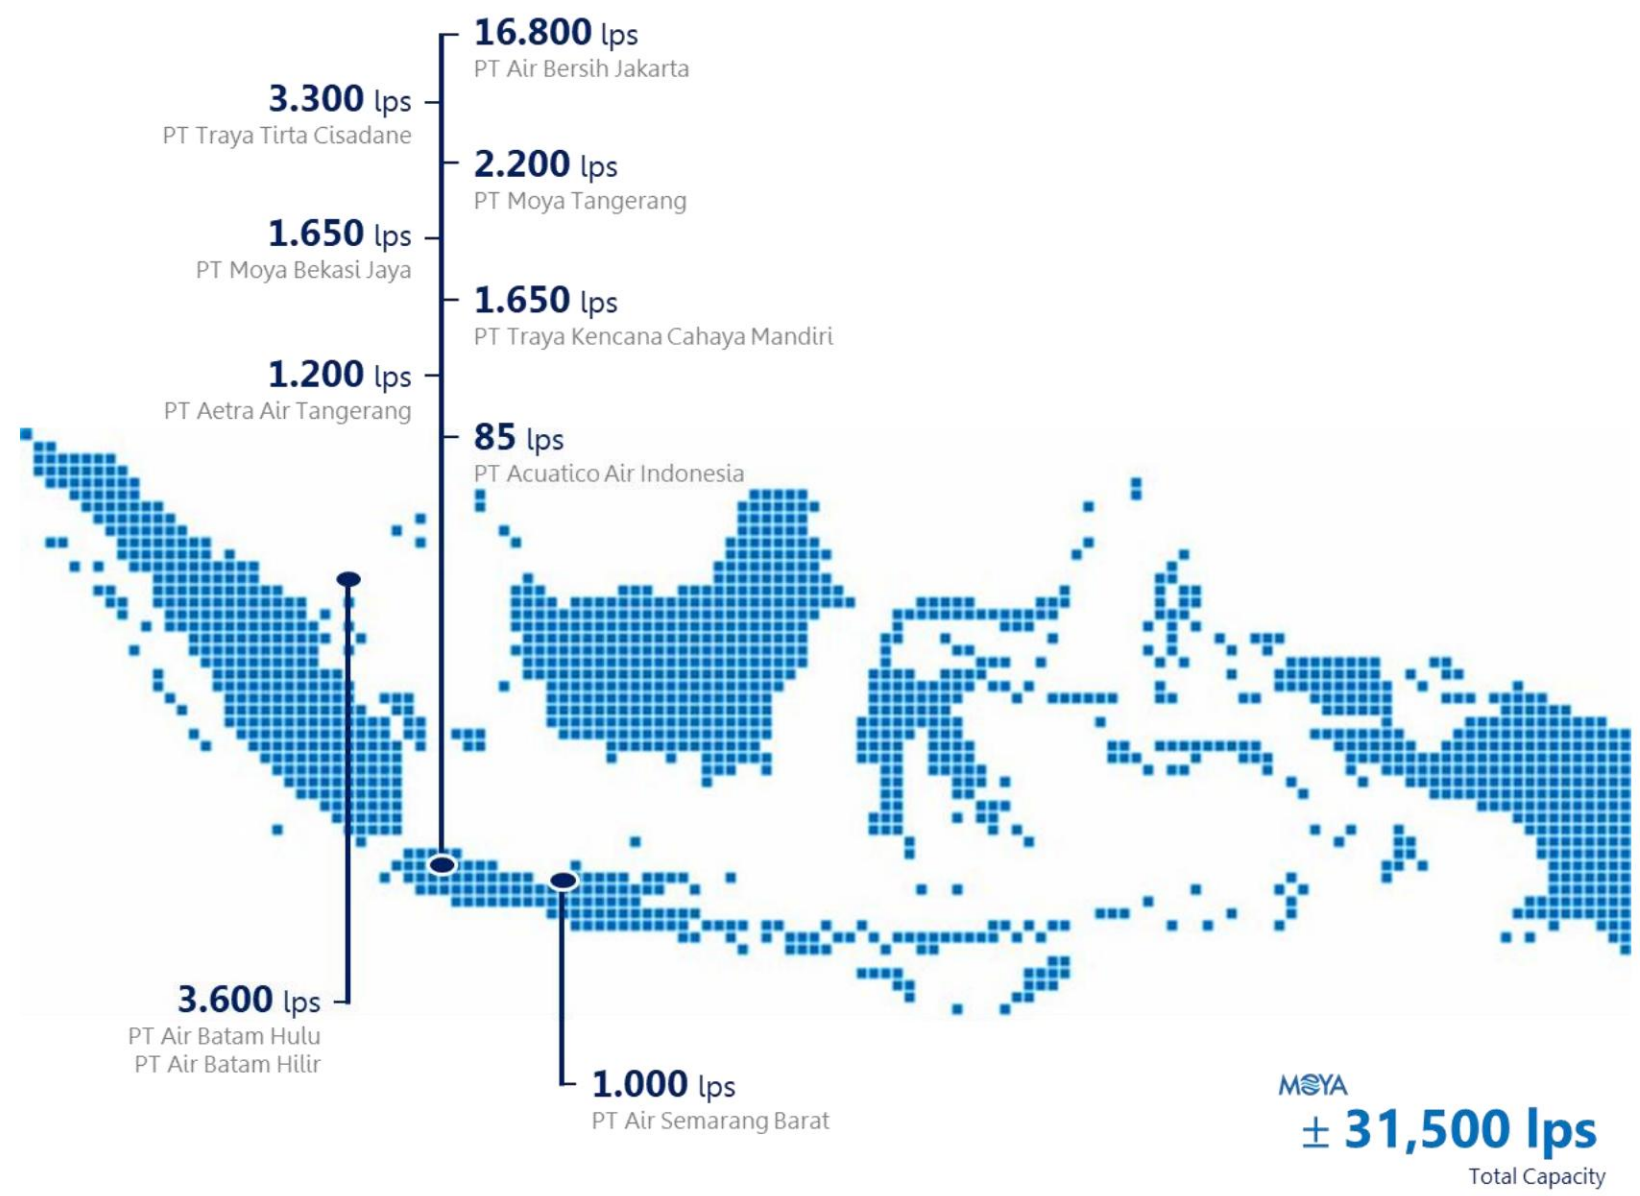 16.800 lps
PT Air Bersih Jakarta
3.300 lps
PT Traya Tirta Cisadane
2.200 lps
PT Moya Tangerang
1.650 lps
PT Moya Bekasi Jaya
1.650 lps
PT Traya Kencana Cahaya Mandiri
1.200 lps
PT Aetra Air Tangerang
85 lps
PT Acuatico Air Indonesia
3.600 lps
PT Air Batam Hulu
PT Air Batam Hilir
1.000 lps
PT Air Semarang Barat
MOYA
± 31,500 lps
Total Capacity